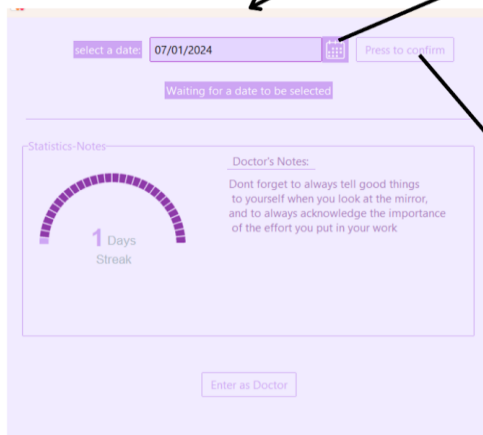 select a date:
07/01/2024
Press to confirm
Waiting for a date to be selected
Statistics-Notes
1 Days
Streak
Doctor's Notes:
Dont forget to always tell good things
to yourself when you look at the mirror,
and to always acknowledge the importance
of the effort you put in your work
Enter as Doctor